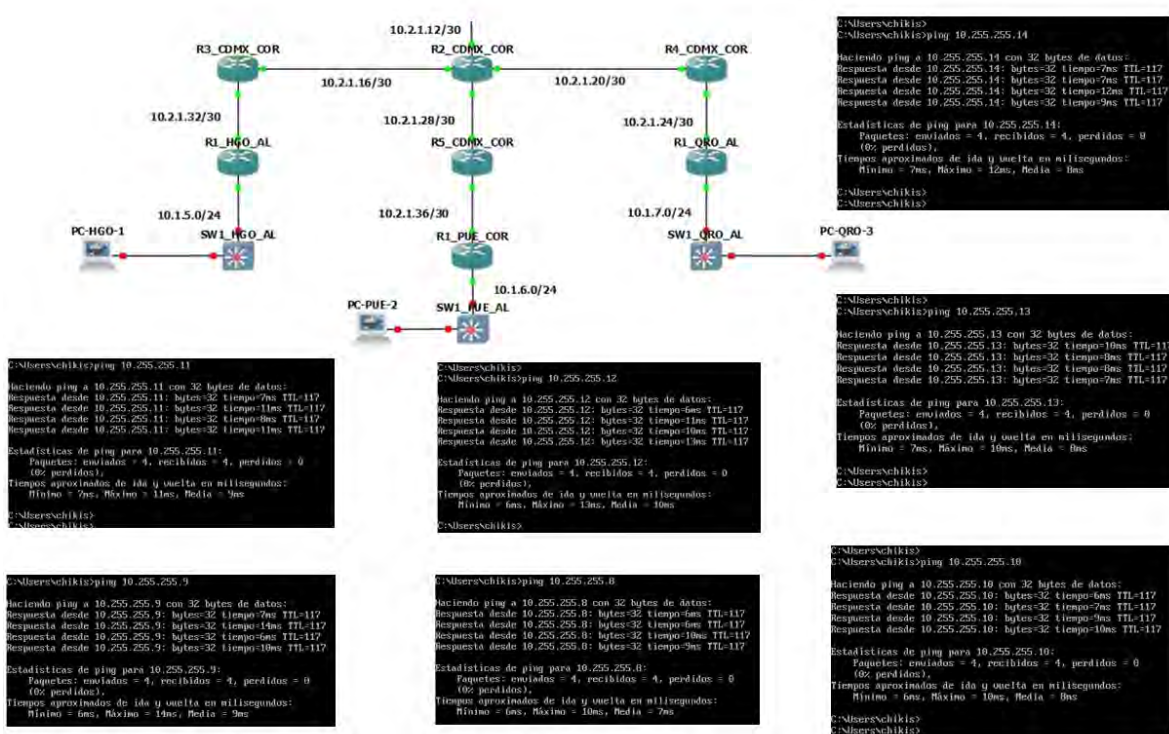 10.2.1.12/30
R3_CDMX_COR
R2_CDMX_COR
R4_CDMX_COR
10.2.1.16/30
10.2.1.20/30
10.2.1.32/30
10.2.1.28/30
10.2.1.24/30
R1_HGO_AL
R5_CDMX_COR
R1_QRO_AL
10.1.5.0/24
10.2.1.36/30
10.1.7.0/24
PC-HGO-1
SW1_HGO_AL
R1_PUE_COR
SW1_QRO_AL
PC-QRO-3
10.1.6.0/24
PC-PUE-2
SW1_PUE_AL
C:\Users\chikis>
C:\Users\chikis>ping 10.255.255.14
Haciendo ping a 10.255.255.14 con 32 bytes de datos:
Respuesta desde 10.255.255.14: bytes=32 tiempo=7ms TTL=117
Respuesta desde 10.255.255.14: bytes=32 tiempo=7ms TTL=117
Respuesta desde 10.255.255.14: bytes=32 tiempo=12ms TTL=117
Respuesta desde 10.255.255.14: bytes=32 tiempo=9ms TTL=117
Estadísticas de ping para 10.255.255.14:
Paquetes: enviados = 4, recibidos = 4, perdidos = 0
(0% perdidos),
Tiempos aproximados de ida y vuelta en milisegundos:
Mínimo = 7ms, Máximo = 12ms, Media = 8ms
C:\Users\chikis>
C:\Users\chikis>
C:\Users\chikis>
C:\Users\chikis>ping 10.255.255.13
Haciendo ping a 10.255.255.13 con 32 bytes de datos:
Respuesta desde 10.255.255.13: bytes=32 tiempo=10ms TTL=117
Respuesta desde 10.255.255.13: bytes=32 tiempo=8ms TTL=117
Respuesta desde 10.255.255.13: bytes=32 tiempo=8ms TTL=117
Respuesta desde 10.255.255.13: bytes=32 tiempo=7ms TTL=117
Estadísticas de ping para 10.255.255.13:
Paquetes: enviados = 4, recibidos = 4, perdidos = 0
(0% perdidos),
Tiempos aproximados de ida y vuelta en milisegundos:
Mínimo = 7ms, Máximo = 10ms, Media = 8ms
C:\Users\chikis>
C:\Users\chikis>
C:\Users\chikis>ping 10.255.255.11
Haciendo ping a 10.255.255.11 con 32 bytes de datos:
Respuesta desde 10.255.255.11: bytes=32 tiempo=7ms TTL=117
Respuesta desde 10.255.255.11: bytes=32 tiempo=11ms TTL=117
Respuesta desde 10.255.255.11: bytes=32 tiempo=8ms TTL=117
Respuesta desde 10.255.255.11: bytes=32 tiempo=11ms TTL=117
Estadísticas de ping para 10.255.255.11:
Paquetes: enviados = 4, recibidos = 4, perdidos = 0
(0% perdidos),
Tiempos aproximados de ida y vuelta en milisegundos:
Mínimo = 7ms, Máximo = 11ms, Media = 9ms
C:\Users\chikis>
C:\Users\chikis>
C:\Users\chikis>
C:\Users\chikis>ping 10.255.255.12
Haciendo ping a 10.255.255.12 con 32 bytes de datos:
Respuesta desde 10.255.255.12: bytes=32 tiempo=6ms TTL=117
Respuesta desde 10.255.255.12: bytes=32 tiempo=11ms TTL=117
Respuesta desde 10.255.255.12: bytes=32 tiempo=10ms TTL=117
Respuesta desde 10.255.255.12: bytes=32 tiempo=13ms TTL=117
Estadísticas de ping para 10.255.255.12:
Paquetes: enviados = 4, recibidos = 4, perdidos = 0
(0% perdidos),
Tiempos aproximados de ida y vuelta en milisegundos:
Mínimo = 6ms, Máximo = 13ms, Media = 10ms
C:\Users\chikis>
C:\Users\chikis>ping 10.255.255.9
Haciendo ping a 10.255.255.9 con 32 bytes de datos:
Respuesta desde 10.255.255.9: bytes=32 tiempo=7ms TTL=117
Respuesta desde 10.255.255.9: bytes=32 tiempo=14ms TTL=117
Respuesta desde 10.255.255.9: bytes=32 tiempo=6ms TTL=117
Respuesta desde 10.255.255.9: bytes=32 tiempo=10ms TTL=117
Estadísticas de ping para 10.255.255.9:
Paquetes: enviados = 4, recibidos = 4, perdidos = 0
(0% perdidos),
Tiempos aproximados de ida y vuelta en milisegundos:
Mínimo = 6ms, Máximo = 14ms, Media = 9ms
C:\Users\chikis>ping 10.255.255.8
Haciendo ping a 10.255.255.8 con 32 bytes de datos:
Respuesta desde 10.255.255.8: bytes=32 tiempo=6ms TTL=117
Respuesta desde 10.255.255.8: bytes=32 tiempo=6ms TTL=117
Respuesta desde 10.255.255.8: bytes=32 tiempo=10ms TTL=117
Respuesta desde 10.255.255.8: bytes=32 tiempo=9ms TTL=117
Estadísticas de ping para 10.255.255.8:
Paquetes: enviados = 4, recibidos = 4, perdidos = 0
(0% perdidos),
Tiempos aproximados de ida y vuelta en milisegundos:
Mínimo = 6ms, Máximo = 10ms, Media = 7ms
C:\Users\chikis>
C:\Users\chikis>ping 10.255.255.10
Haciendo ping a 10.255.255.10 con 32 bytes de datos:
Respuesta desde 10.255.255.10: bytes=32 tiempo=6ms TTL=117
Respuesta desde 10.255.255.10: bytes=32 tiempo=7ms TTL=117
Respuesta desde 10.255.255.10: bytes=32 tiempo=9ms TTL=117
Respuesta desde 10.255.255.10: bytes=32 tiempo=10ms TTL=117
Estadísticas de ping para 10.255.255.10:
Paquetes: enviados = 4, recibidos = 4, perdidos = 0
(0% perdidos),
Tiempos aproximados de ida y vuelta en milisegundos:
Mínimo = 6ms, Máximo = 10ms, Media = 8ms
C:\Users\chikis>
C:\Users\chikis>